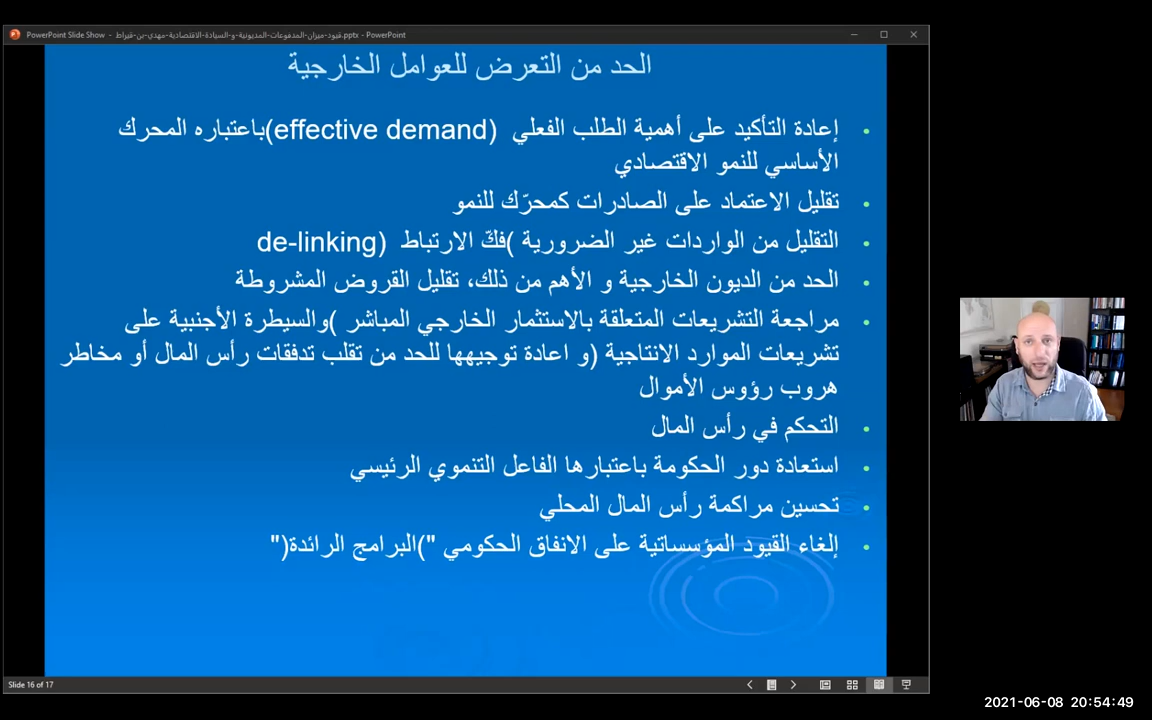 PowerPoint Slide Show - قيود-ميزان-المدفوعات-المديونية-و-السيادة-الاقتصادية-مهدي-بن-قيراط.pptx - PowerPoint
الحد من التعرض للعوامل الخارجية
• إعادة التأكيد على أهمية الطلب الفعلي (effective demand)باعتباره المحرك
الأساسي للنمو الاقتصادي
• تقليل الاعتماد على الصادرات كمحرّك للنمو
• التقليل من الواردات غير الضرورية )فكّ الارتباط (de-linking
• الحد من الديون الخارجية و الأهم من ذلك، تقليل القروض المشروطة
• مراجعة التشريعات المتعلقة بالاستثمار الخارجي المباشر )والسيطرة الأجنبية على
تشريعات الموارد الانتاجية (و اعادة توجيهها للحد من تقلب تدفقات رأس المال أو مخاطر
هروب رؤوس الأموال
• التحكم في رأس المال
• استعادة دور الحكومة باعتبارها الفاعل التنموي الرئيسي
• تحسين مراكمة رأس المال المحلي
• إلغاء القيود المؤسساتية على الانفاق الحكومي ")البرامج الرائدة("
Slide 16 of 17
2021-06-08 20:54:49